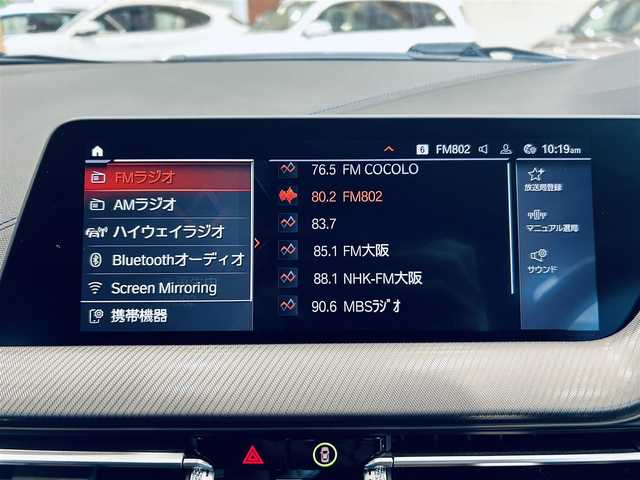 6 FM802 10:19am
FMラジオ
AMラジオ
ハイウェイラジオ
Bluetoothオーディオ
Screen Mirroring
携帯機器
76.5 FM COCOLO
80.2 FM802
83.7
85.1 FM大阪
88.1 NHK-FM大阪
90.6 MBSﾗｼﾞｵ
放送局登録
マニュアル選局
サウンド